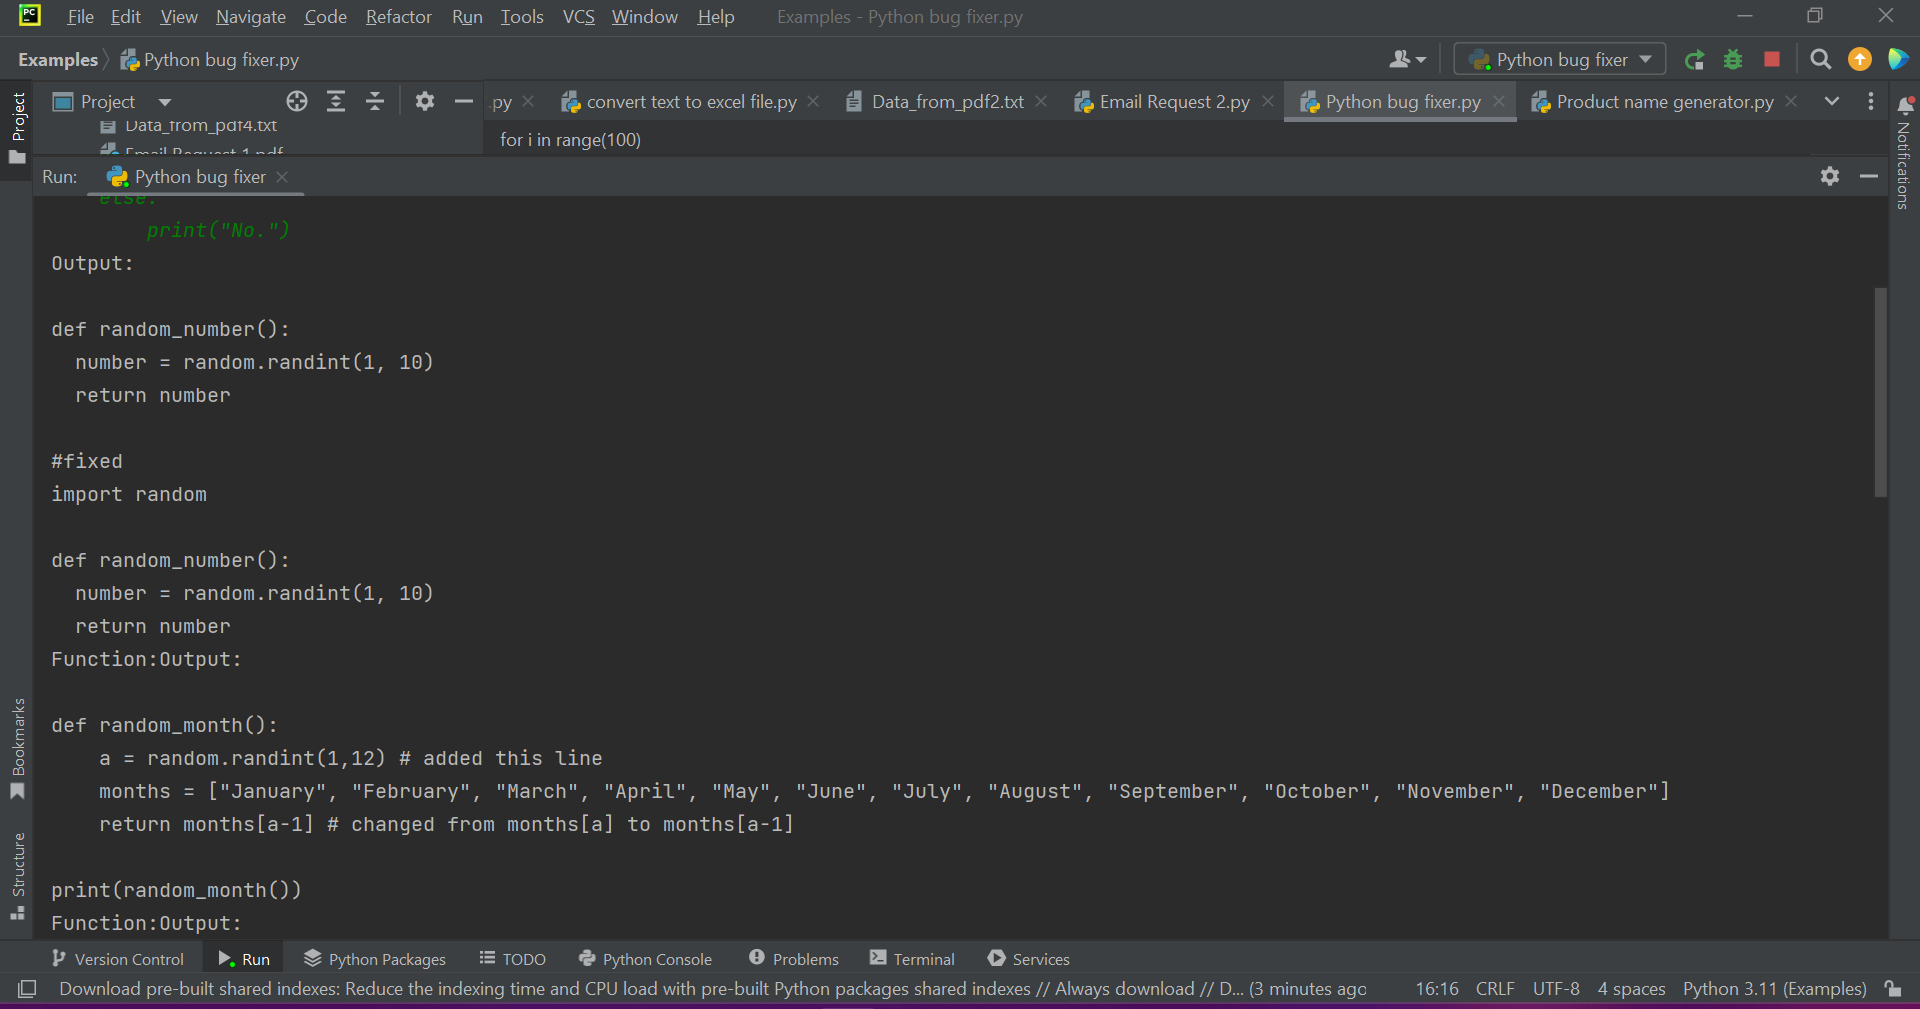 PC File Edit View Navigate Code Refactor Run Tools VCS Window Help Examples - Python bug fixer.py
Examples Python bug fixer.py Python bug fixer
Project Project .py convert text to excel file.py Data_from_pdf2.txt Email Request 2.py Python bug fixer.py Product name generator.py Notifications
Data_from_pdf4.txt
Email Request 1.pdf
for i in range(100)
Run: Python bug fixer
else:
print("No.")
Output:
def random_number():
number = random.randint(1, 10)
return number
#fixed
import random
def random_number():
number = random.randint(1, 10)
return number
Function:Output:
def random_month():
a = random.randint(1,12) # added this line
months = ["January", "February", "March", "April", "May", "June", "July", "August", "September", "October", "November", "December"]
return months[a-1] # changed from months[a] to months[a-1]
print(random_month())
Function:Output:
Bookmarks
Structure
Version Control Run Python Packages TODO Python Console Problems Terminal Services
Download pre-built shared indexes: Reduce the indexing time and CPU load with pre-built Python packages shared indexes // Always download // D... (3 minutes ago 16:16 CRLF UTF-8 4 spaces Python 3.11 (Examples)